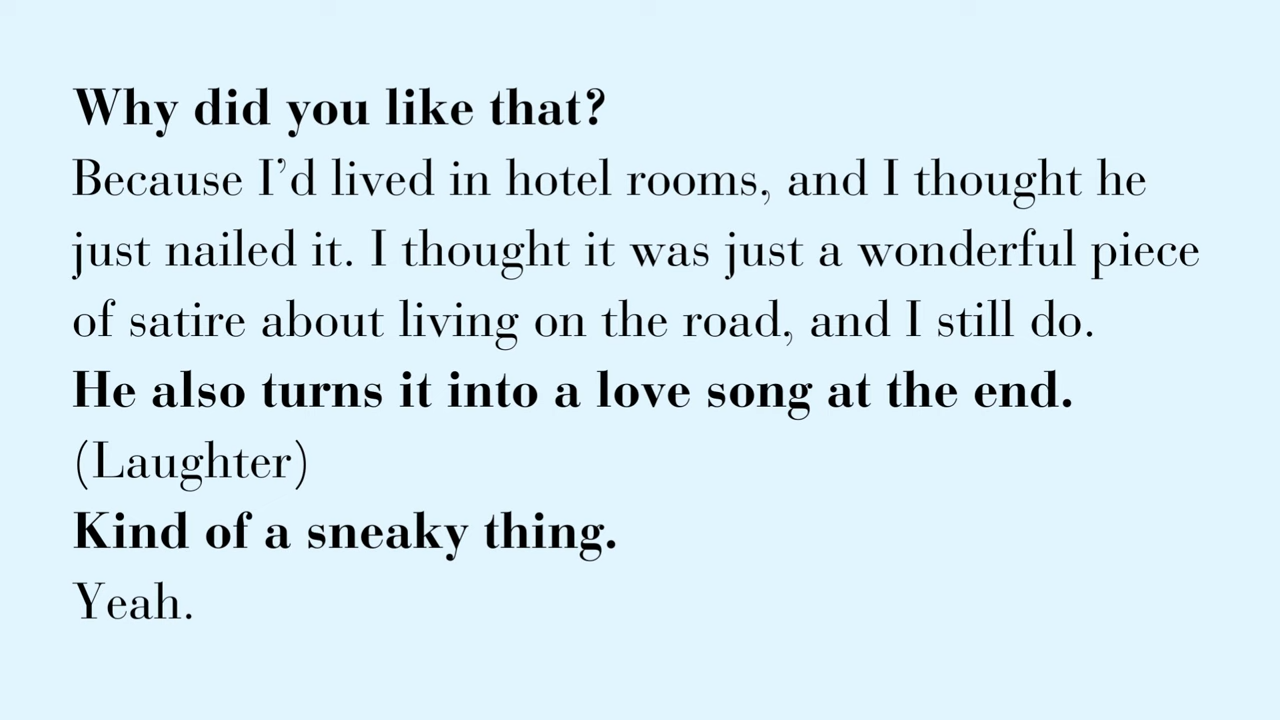 Why did you like that?
Because I’d lived in hotel rooms, and I thought he
just nailed it. I thought it was just a wonderful piece
of satire about living on the road, and I still do.
He also turns it into a love song at the end.
(Laughter)
Kind of a sneaky thing.
Yeah.